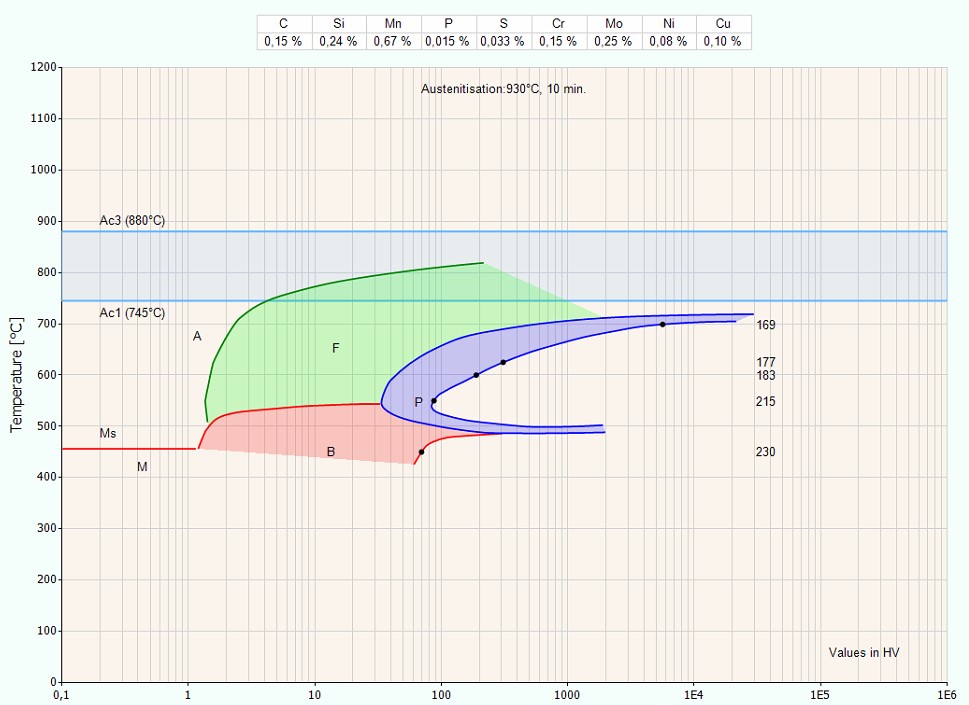 C Si Mn P S Cr Mo Ni Cu
0,15 % 0,24 % 0,67 % 0,015 % 0,033 % 0,15 % 0,25 % 0,08 % 0,10 %
Austenitisation:930°C, 10 min.
Temperature [°C]
1200
1100
1000
900
800
700
600
500
400
300
200
100
0
Ac3 (880°C)
Ac1 (745°C)
A
F
P
B
Ms
M
169
177
183
215
230
Values in HV
0,1 1 10 100 1000 1E4 1E5 1E6